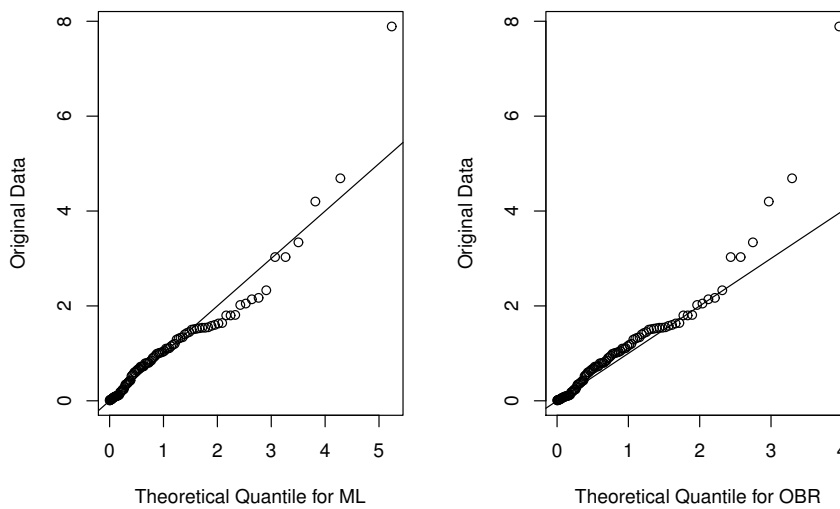 8
6
4
2
0
Original Data
0 1 2 3 4 5
Theoretical Quantile for ML
8
6
4
2
0
Original Data
0 1 2 3
Theoretical Quantile for OBR